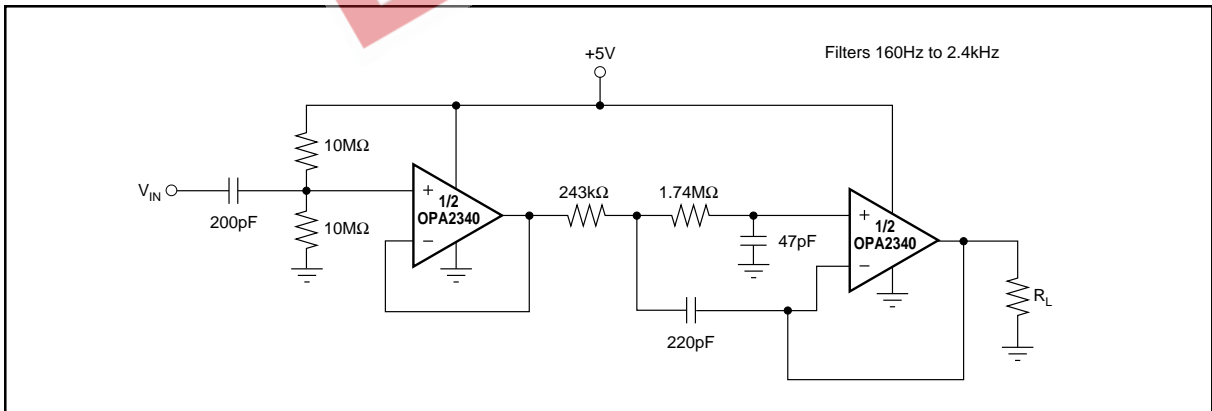 +5V
Filters 160Hz to 2.4kHz
10MΩ
V_IN
200pF
10MΩ
+
1/2
OPA2340
−
243kΩ
1.74MΩ
47pF
220pF
+
1/2
OPA2340
−
R_L